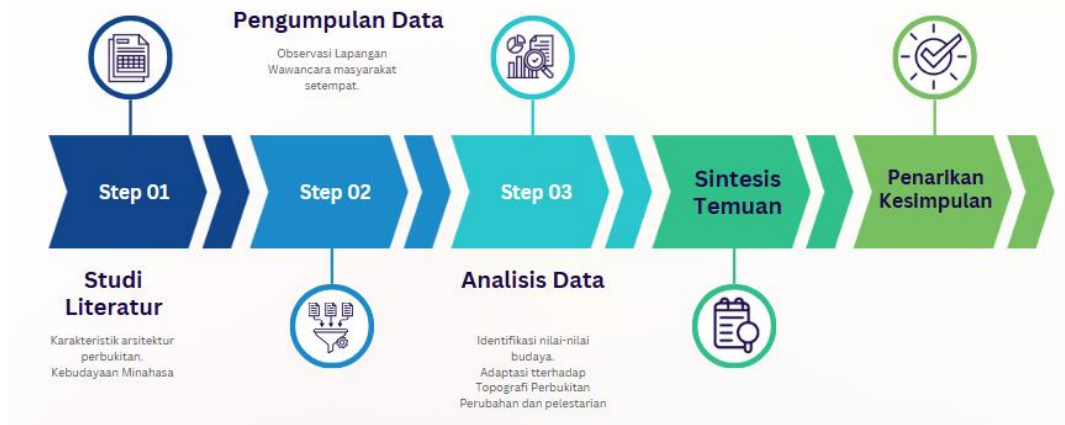 Pengumpulan Data
Observasi Lapangan
Wawancara masyarakat
setempat.
Step 01
Step 02
Step 03
Sintesis
Temuan
Penarikan
Kesimpulan
Studi
Literatur
Karakteristik arsitektur
perbukitan.
Kebudayaan Minahasa
Analisis Data
Identifikasi nilai-nilai
budaya.
Adaptasi tterhadap
Topografi Perbukitan
Perubahan dan pelestarian